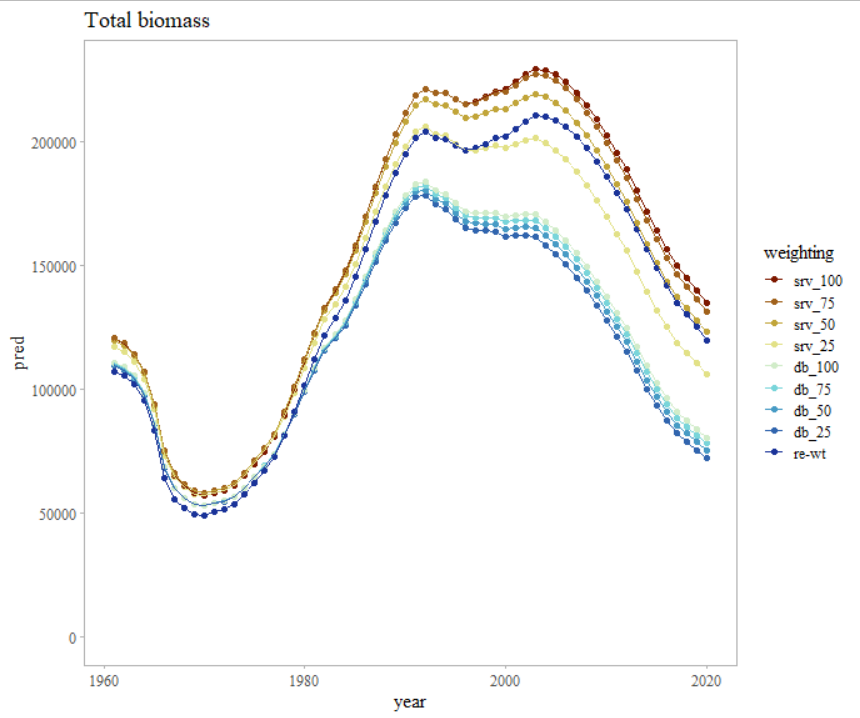 Total biomass
200000
150000
100000
50000
0
pred
1960
1980
2000
2020
year
weighting
srv_100
srv_75
srv_50
srv_25
db_100
db_75
db_50
db_25
re-wt